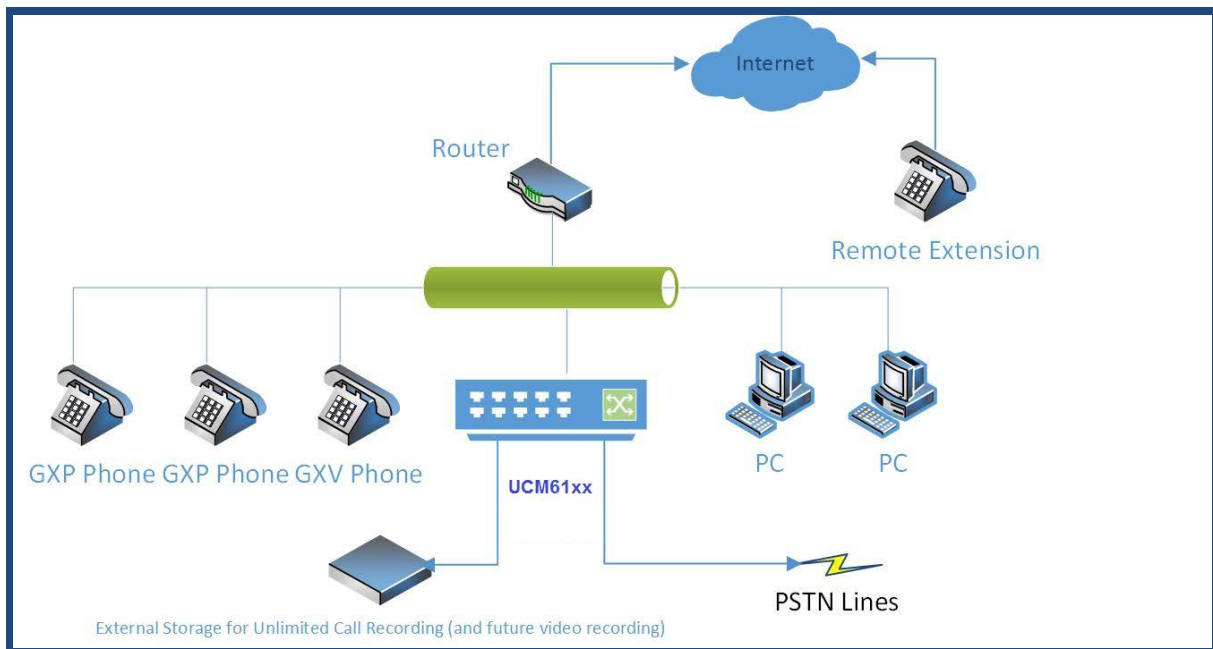 Internet
Router
Remote Extension
GXP Phone GXP Phone GXV Phone
PC
PC
UCM61xx
PSTN Lines
External Storage for Unlimited Call Recording (and future video recording)